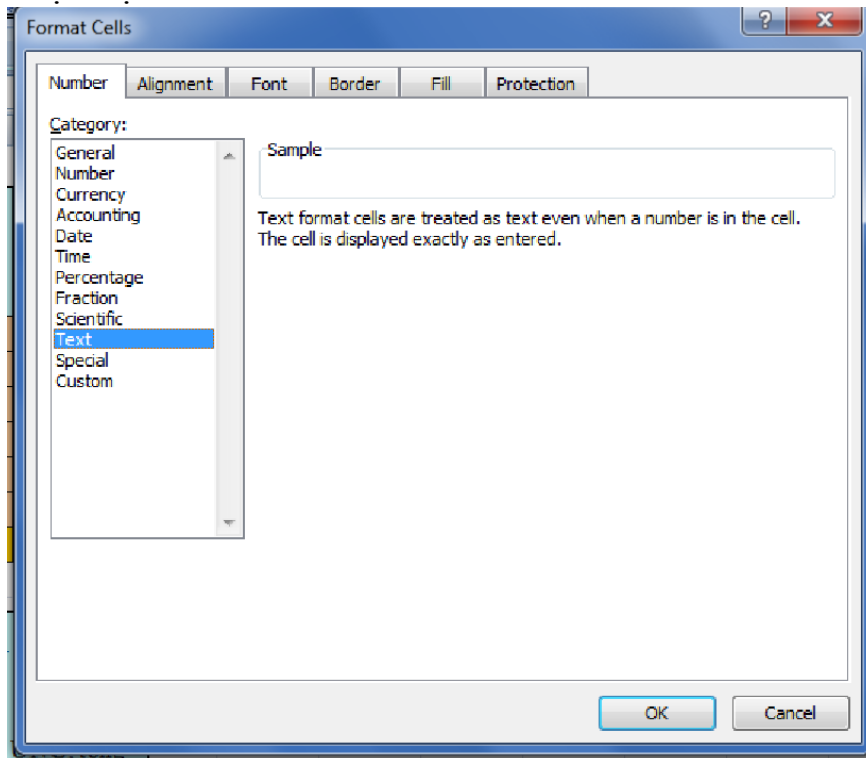 Format Cells
Number Alignment Font Border Fill Protection
Category:
General
Number
Currency
Accounting
Date
Time
Percentage
Fraction
Scientific
Text
Special
Custom
Sample
Text format cells are treated as text even when a number is in the cell.
The cell is displayed exactly as entered.
OK Cancel